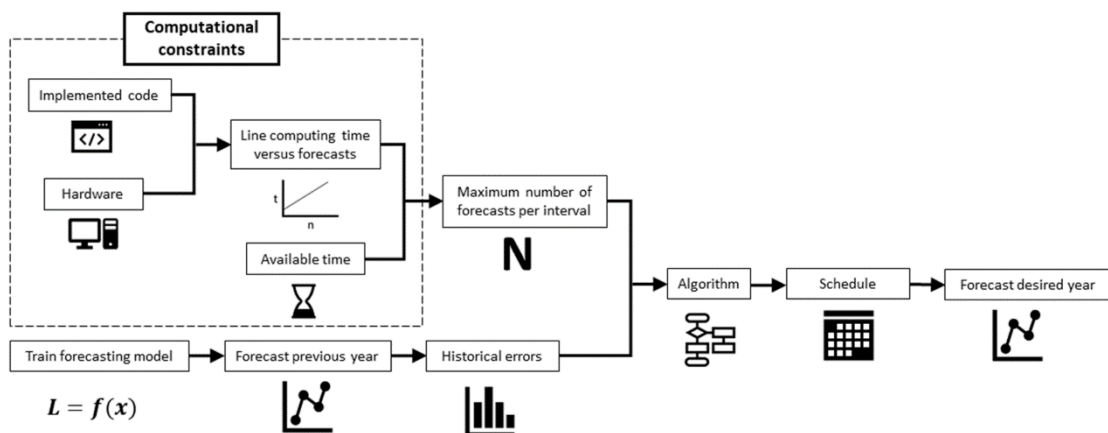 Computational
constraints
Implemented code
</>
Hardware
Line computing time
versus forecasts
t
n
Available time
Maximum number of
forecasts per interval
N
Algorithm
Schedule
Forecast desired year
Train forecasting model
Forecast previous year
Historical errors
L = f(x)